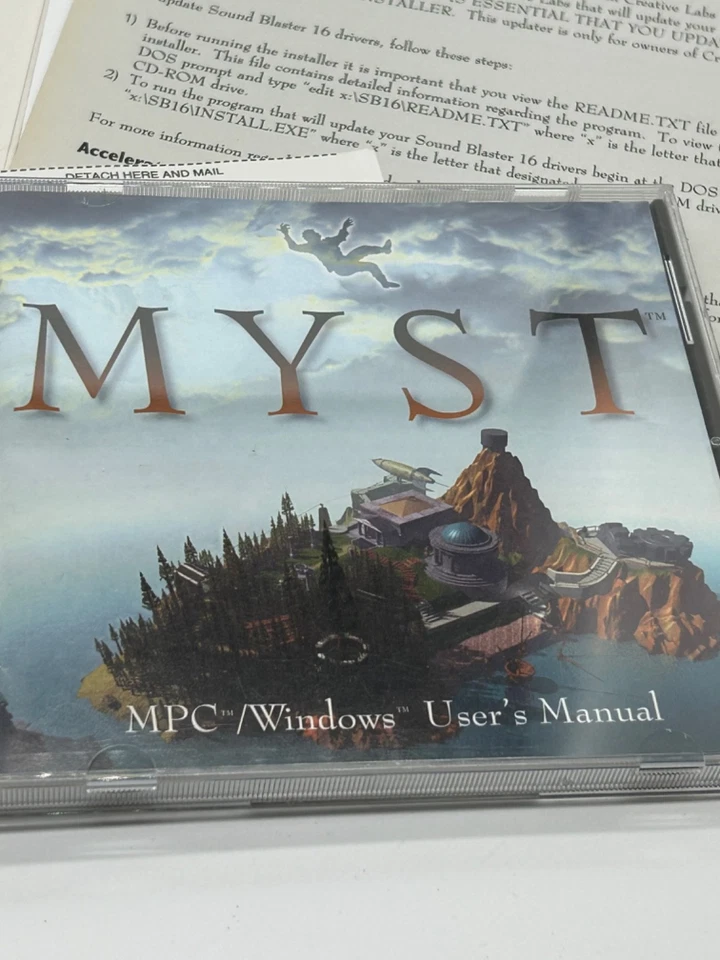 Creative Labs
Labs that will update your
IS ESSENTIAL THAT YOU UPDA
INSTALLER. This updater is only for owners of Cr
update Sound Blaster 16 drivers, follow these steps:
1) Before running the installer it is important that you view the README.TXT file
installer. This file contains detailed information regarding the program. To view
DOS prompt and type "edit x:\SB16\README.TXT" where "x" is the letter that
CD-ROM drive.
2) To run the program that will update your Sound Blaster 16 drivers begin at the DOS
"x:\SB16\INSTALL.EXE" where "x" is the letter that designated
For more information
DETACH HERE AND MAIL
MYST™
MPC™/Windows™ User's Manual